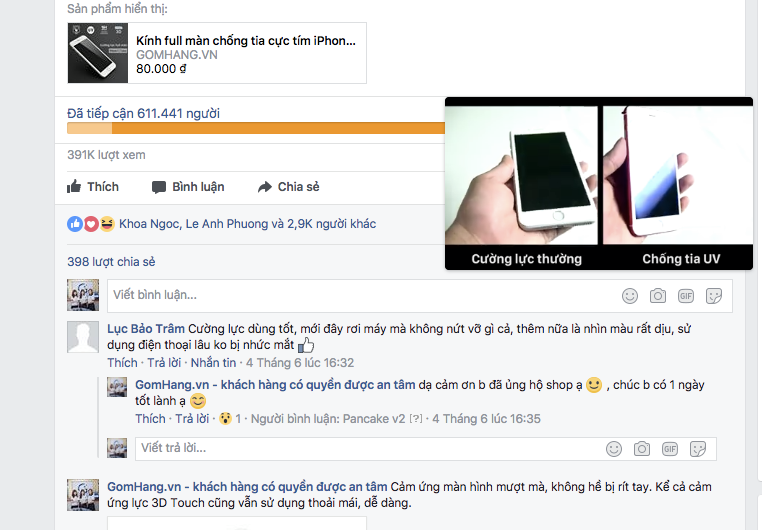 Sản phẩm hiển thị:
Kính full màn chống tia cực tím iPhon...
GOMHANG.VN
80.000 ₫
Đã tiếp cận 611.441 người
391K lượt xem
Thích Bình luận Chia sẻ
Khoa Ngoc, Le Anh Phuong và 2,9K người khác
Cường lực thường Chống tia UV
398 lượt chia sẻ
Viết bình luận... GIF
Lục Bảo Trâm Cường lực dùng tốt, mới đây rơi máy mà không nứt vỡ gì cả, thêm nữa là nhìn màu rất dịu, sử
dụng điện thoại lâu ko bị nhức mắt
Thích · Trả lời · Nhắn tin · 4 Tháng 6 lúc 16:32
GomHang.vn - khách hàng có quyền được an tâm dạ cảm ơn b đã ủng hộ shop ạ , chúc b có 1 ngày
tốt lành ạ
Thích · Trả lời · 1 · Người bình luận: Pancake v2 [?] · 4 Tháng 6 lúc 16:35
Viết trả lời... GIF
GomHang.vn - khách hàng có quyền được an tâm Cảm ứng màn hình mượt mà, không hề bị rít tay. Kể cả cảm
ứng lực 3D Touch cũng vẫn sử dụng thoải mái, dễ dàng.